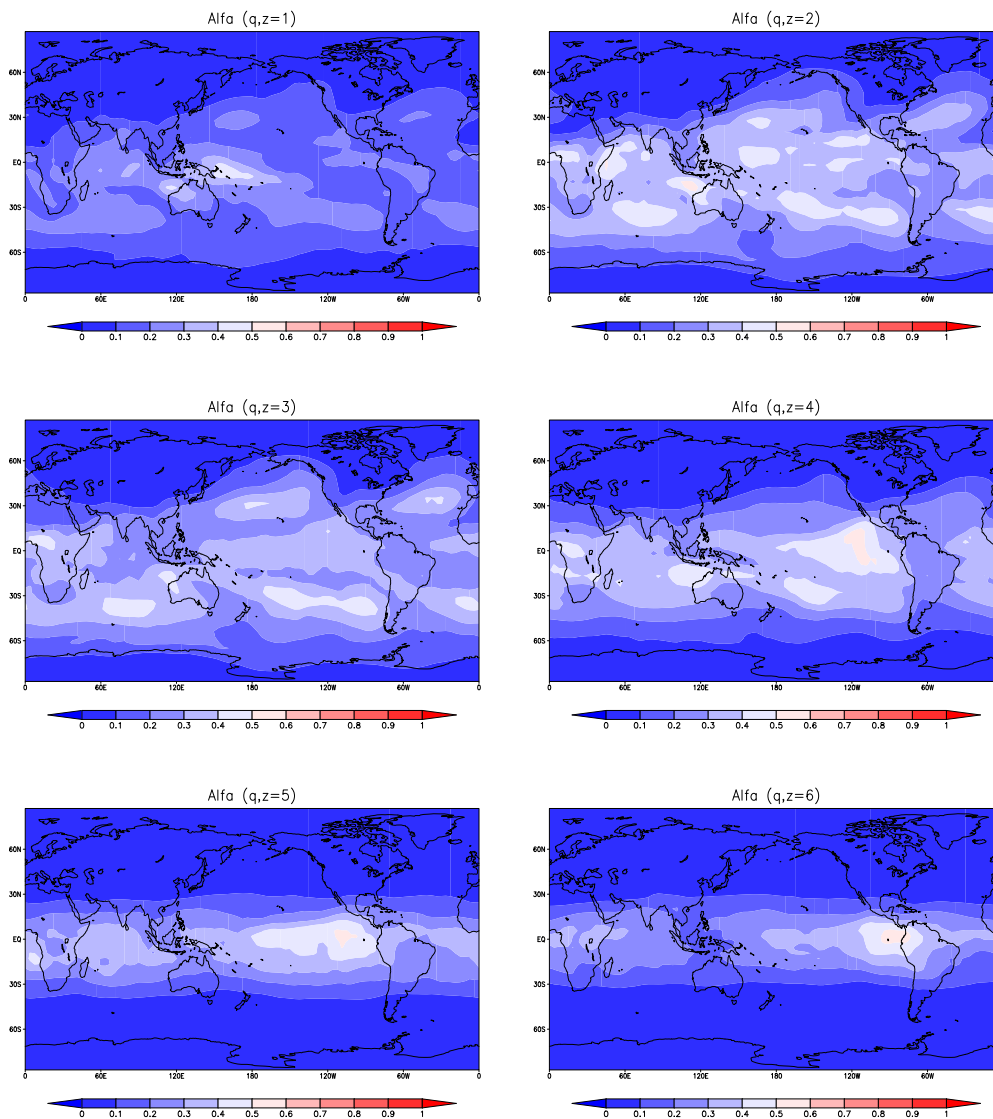 Alfa (q,z=1)
60N
30N
EQ
30S
60S
0 60E 120E 180 120W 60W 0
0 0.1 0.2 0.3 0.4 0.5 0.6 0.7 0.8 0.9 1
Alfa (q,z=2)
60N
30N
EQ
30S
60S
0 60E 120E 180 120W 60W
0 0.1 0.2 0.3 0.4 0.5 0.6 0.7 0.8 0.9 1
Alfa (q,z=3)
60N
30N
EQ
30S
60S
0 60E 120E 180 120W 60W 0
0 0.1 0.2 0.3 0.4 0.5 0.6 0.7 0.8 0.9 1
Alfa (q,z=4)
60N
30N
EQ
30S
60S
0 60E 120E 180 120W 60W
0 0.1 0.2 0.3 0.4 0.5 0.6 0.7 0.8 0.9 1
Alfa (q,z=5)
60N
30N
EQ
30S
60S
0 60E 120E 180 120W 60W 0
0 0.1 0.2 0.3 0.4 0.5 0.6 0.7 0.8 0.9 1
Alfa (q,z=6)
60N
30N
EQ
30S
60S
0 60E 120E 180 120W 60W
0 0.1 0.2 0.3 0.4 0.5 0.6 0.7 0.8 0.9 1